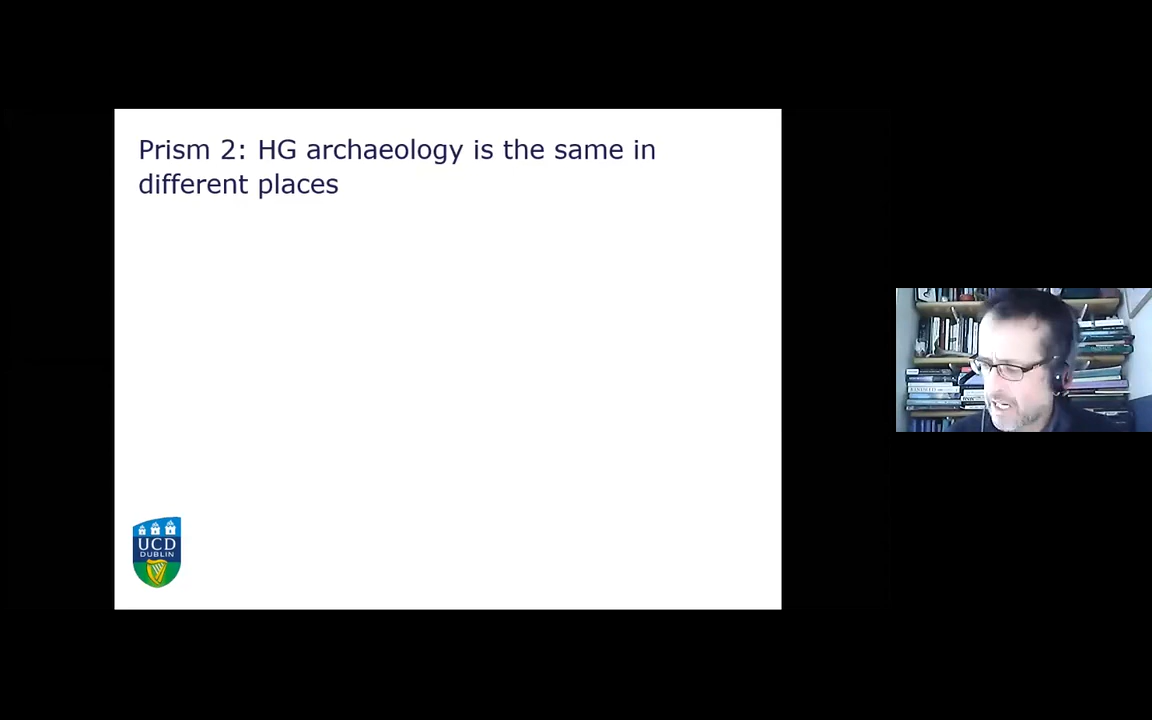 Prism 2: HG archaeology is the same in
different places
UCD
DUBLIN